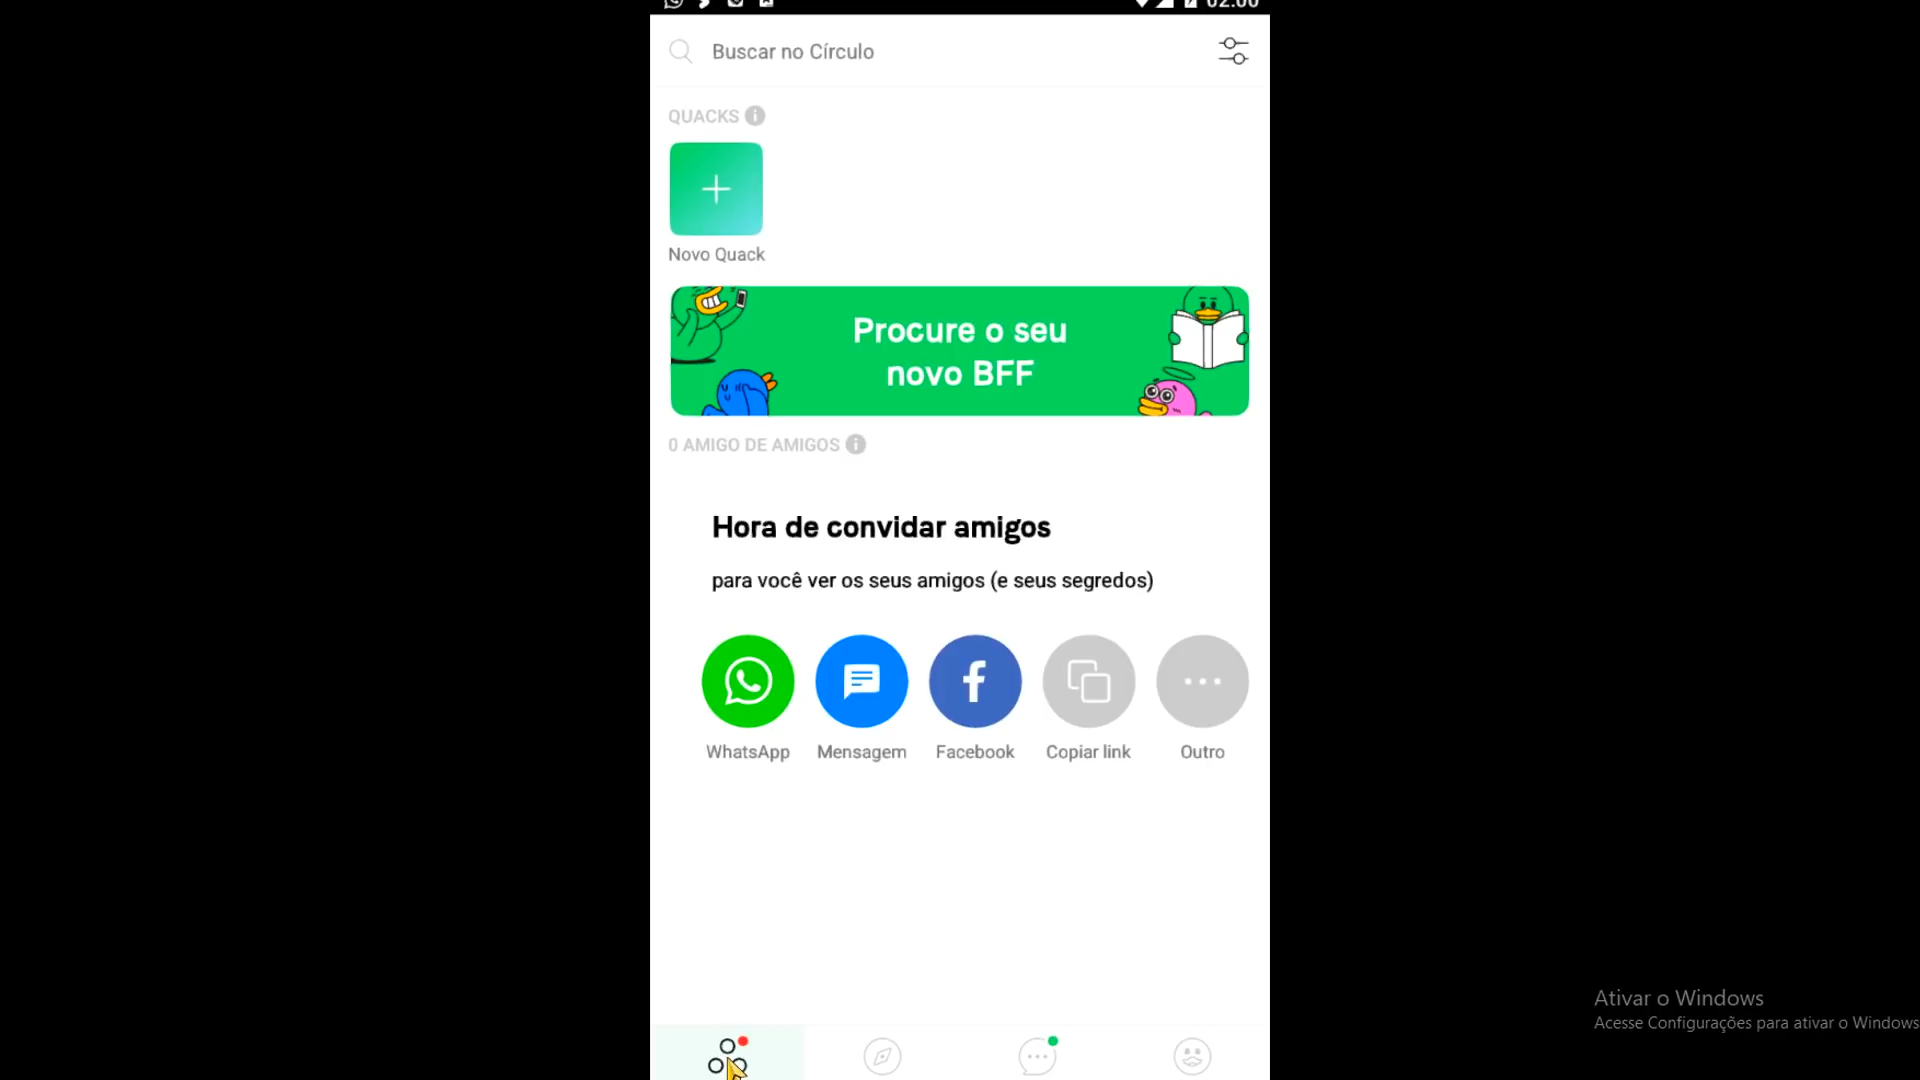 02:00
Buscar no Círculo
QUACKS
Novo Quack
Procure o seu
novo BFF
0 AMIGO DE AMIGOS
Hora de convidar amigos
para você ver os seus amigos (e seus segredos)
WhatsApp
Mensagem
Facebook
Copiar link
Outro
Ativar o Windows
Acesse Configurações para ativar o Windows